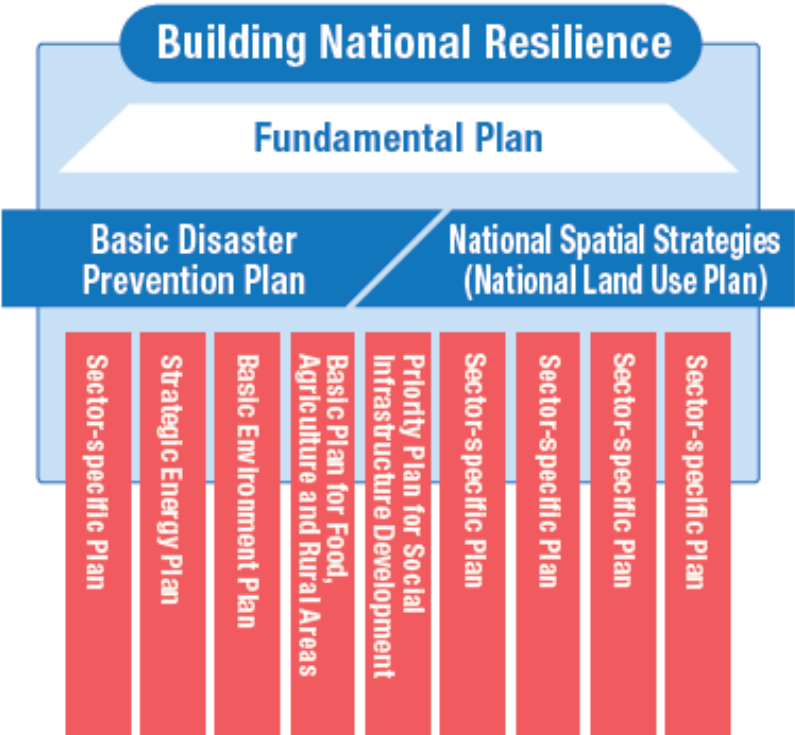 Building National Resilience
Fundamental Plan
Basic Disaster
Prevention Plan
National Spatial Strategies
(National Land Use Plan)
Sector-specific Plan
Strategic Energy Plan
Basic Environment Plan
Basic Plan for Food,
Agriculture and Rural Areas
Priority Plan for Social
Infrastructure Development
Sector-specific Plan
Sector-specific Plan
Sector-specific Plan
Sector-specific Plan